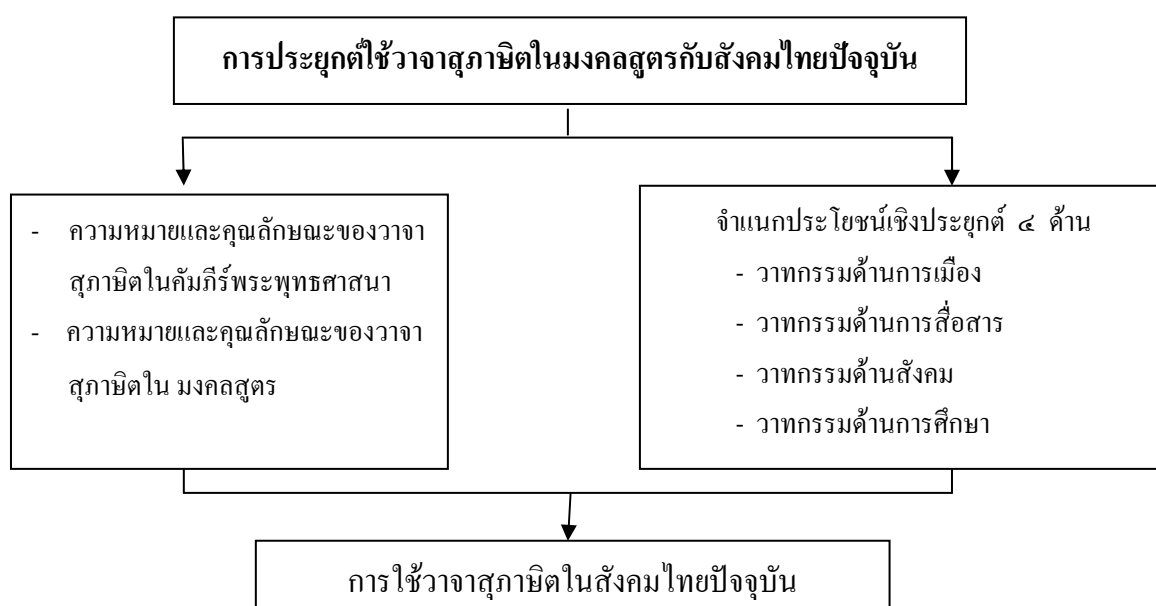 การประยุกต์ใช้วาจาสุภาษิตในมงคลสูตรกับสังคมไทยปัจจุบัน
- ความหมายและคุณลักษณะของวาจา
สุภาษิตในคัมภีร์พระพุทธศาสนา
- ความหมายและคุณลักษณะของวาจา
สุภาษิตใน มงคลสูตร
จำแนกประโยชน์เชิงประยุกต์ ๔ ด้าน
- วาทกรรมด้านการเมือง
- วาทกรรมด้านการสื่อสาร
- วาทกรรมด้านสังคม
- วาทกรรมด้านการศึกษา
การใช้วาจาสุภาษิตในสังคมไทยปัจจุบัน